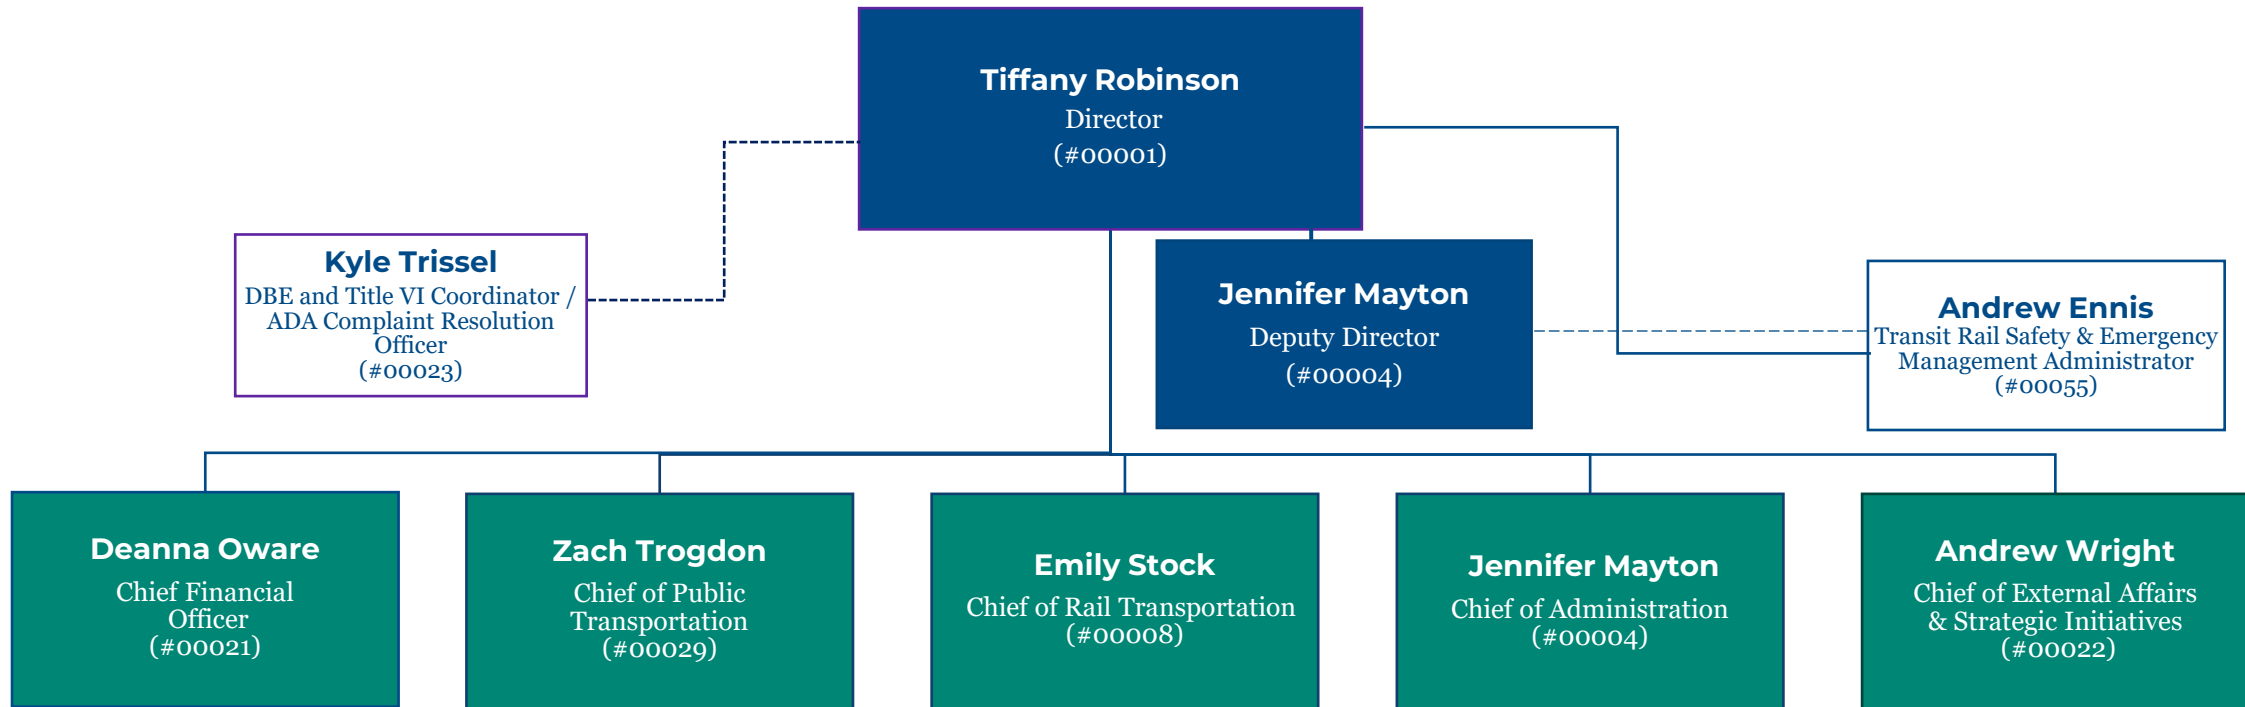 Tiffany Robinson
Director
(#00001)
Kyle Trissel
DBE and Title VI Coordinator /
ADA Complaint Resolution
Officer
(#00023)
Jennifer Mayton
Deputy Director
(#00004)
Andrew Ennis
Transit Rail Safety & Emergency
Management Administrator
(#00055)
Deanna Oware
Chief Financial
Officer
(#00021)
Zach Trogdon
Chief of Public
Transportation
(#00029)
Emily Stock
Chief of Rail Transportation
(#00008)
Jennifer Mayton
Chief of Administration
(#00004)
Andrew Wright
Chief of External Affairs
& Strategic Initiatives
(#00022)